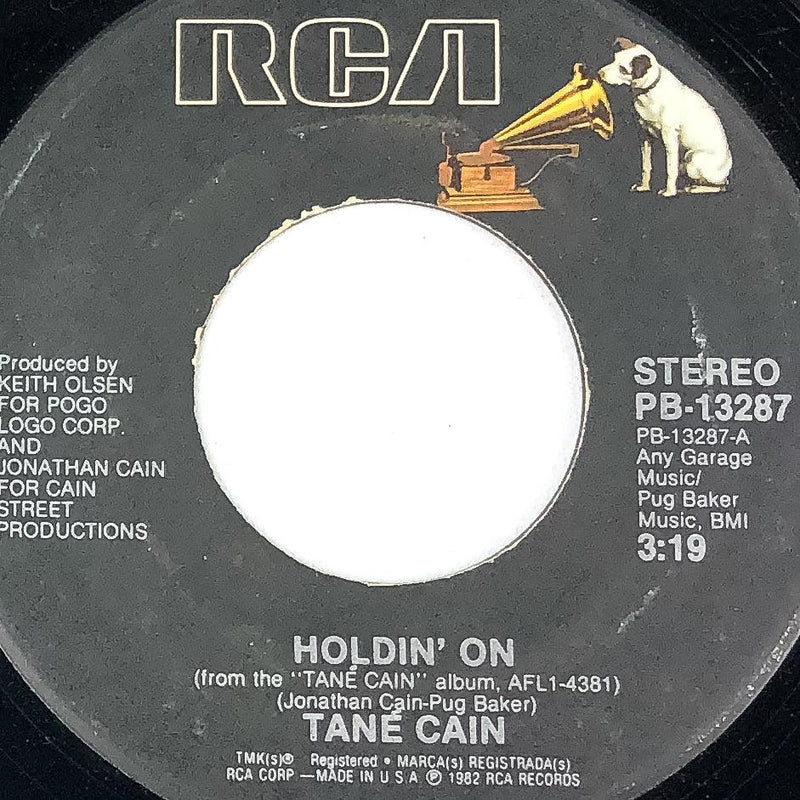 RCA
Produced by
KEITH OLSEN
FOR POGO
LOGO CORP.
AND
JONATHAN CAIN
FOR CAIN
STREET
PRODUCTIONS
STEREO
PB-13287
PB-13287-A
Any Garage
Music/
Pug Baker
Music, BMI
3:19
HOLDIN' ON
(from the "TANÉ CAIN" album, AFL1-4381)
(Jonathan Cain-Pug Baker)
TANÉ CAIN
TMK(s)® Registered • MARCA(s) REGISTRADA(s)
RCA CORP —MADE IN U S A ℗ 1982 RCA RECORDS